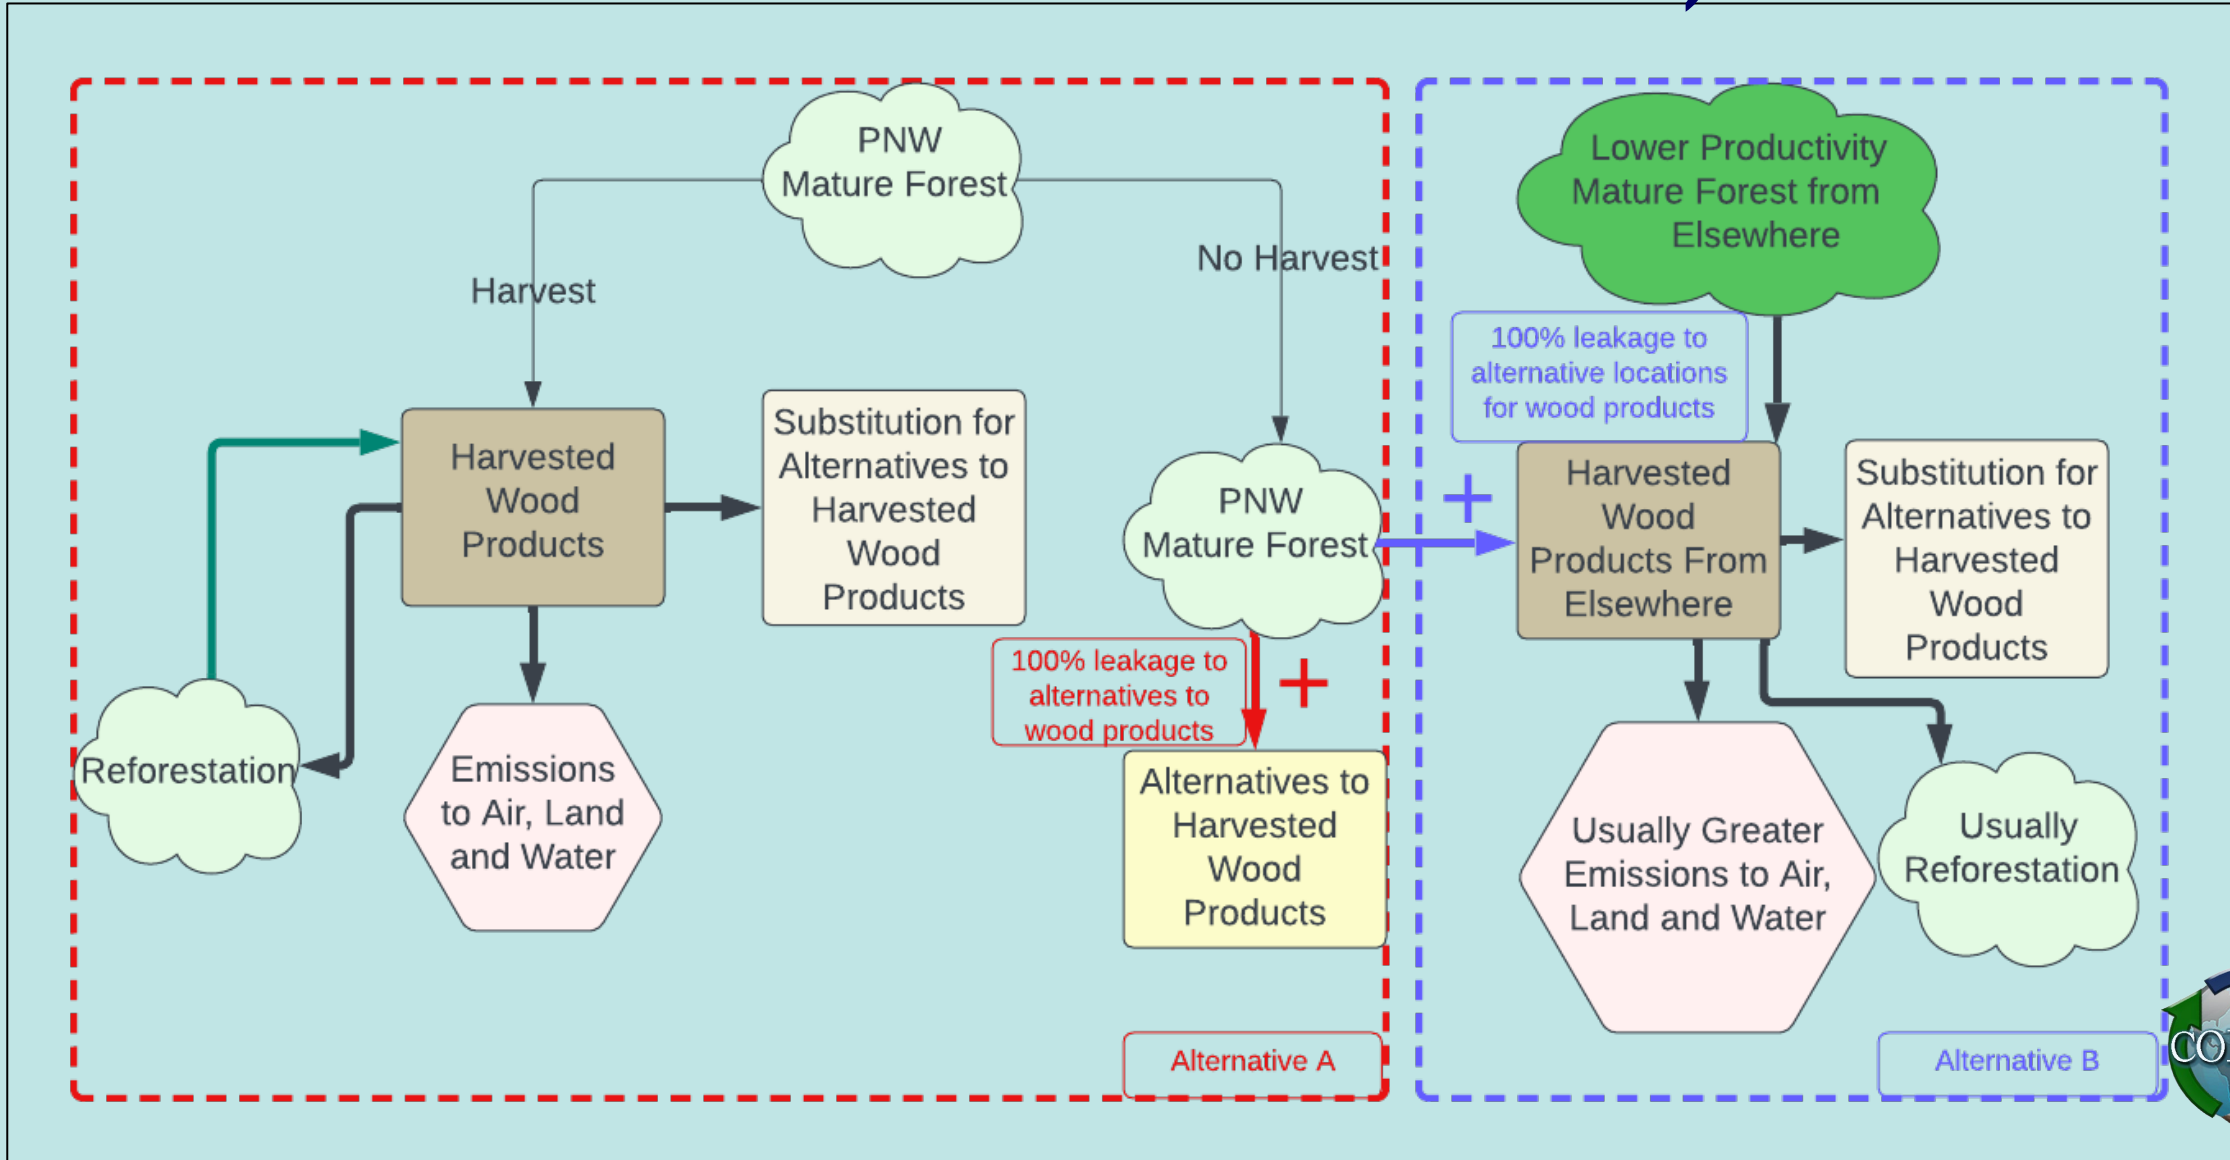 PNW
Mature Forest
Harvest
No Harvest
Harvested
Wood
Products
Substitution for
Alternatives to
Harvested
Wood
Products
Reforestation
Emissions
to Air, Land
and Water
PNW
Mature Forest
100% leakage to
alternatives to
wood products
+
Alternatives to
Harvested
Wood
Products
Alternative A
Lower Productivity
Mature Forest from
Elsewhere
100% leakage to
alternative locations
for wood products
+
Harvested
Wood
Products From
Elsewhere
Substitution for
Alternatives to
Harvested
Wood
Products
Usually Greater
Emissions to Air,
Land and Water
Usually
Reforestation
Alternative B